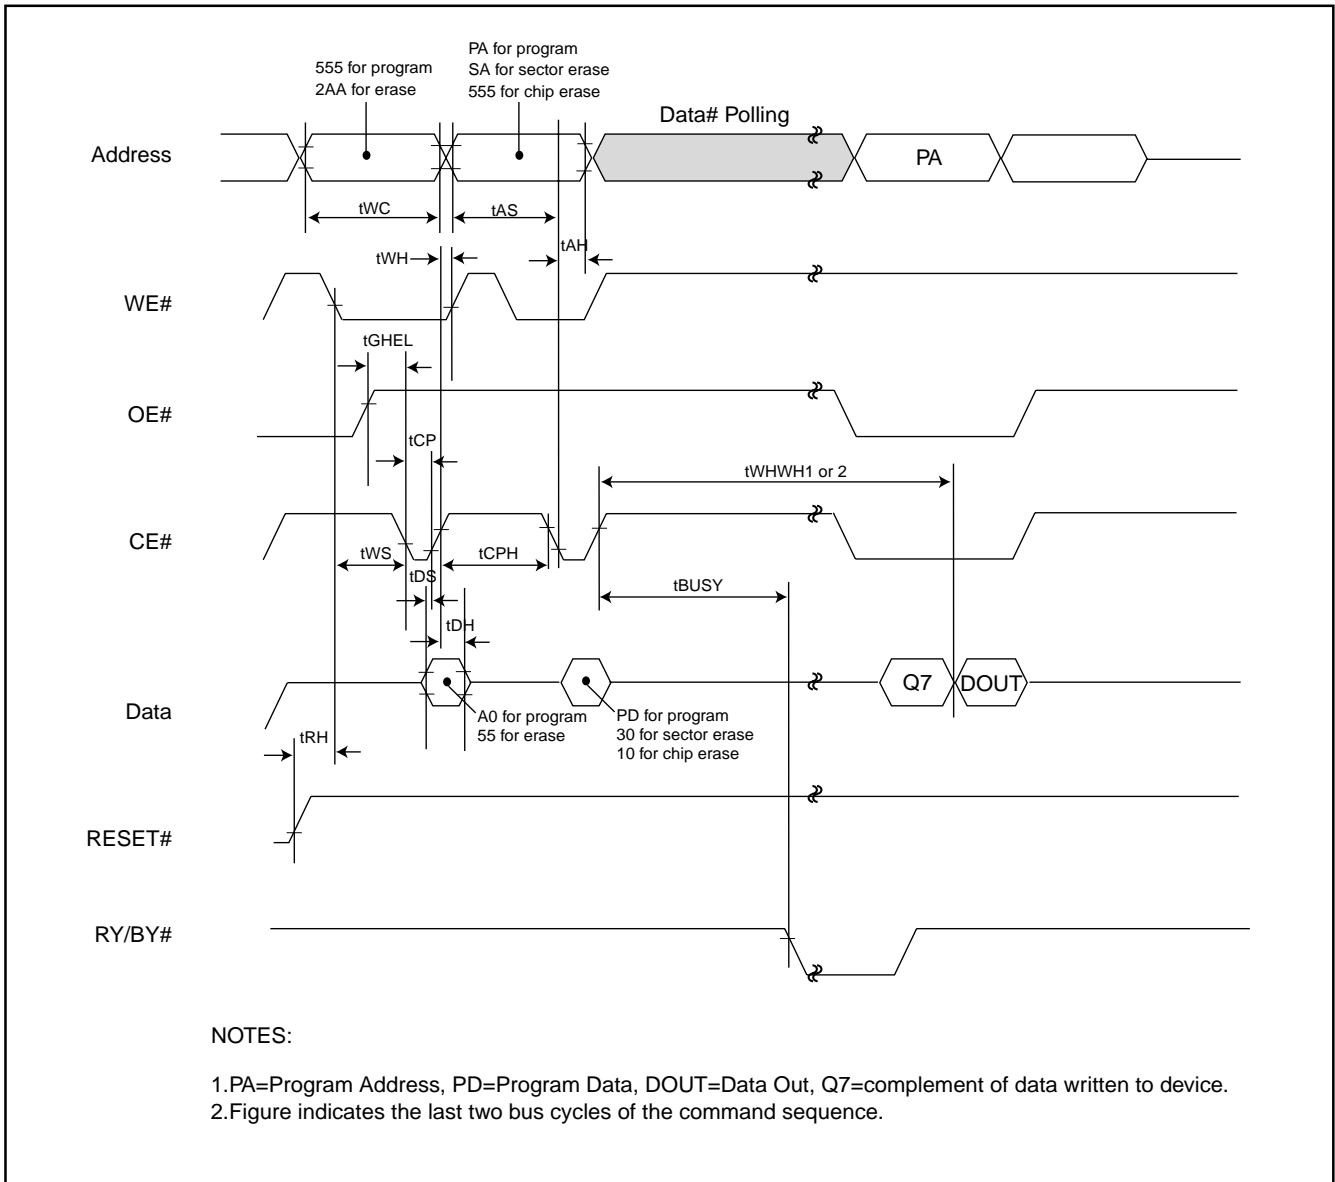 555 for program
2AA for erase
PA for program
SA for sector erase
555 for chip erase
Data# Polling
Address
PA
tWC
tAS
tAH
tWH
WE#
tGHEL
OE#
tCP
tWHWH1 or 2
CE#
tWS
tCPH
tDS
tBUSY
tDH
Q7
DOUT
Data
A0 for program
55 for erase
PD for program
30 for sector erase
10 for chip erase
tRH
RESET#
RY/BY#
NOTES:
1.PA=Program Address, PD=Program Data, DOUT=Data Out, Q7=complement of data written to device.
2.Figure indicates the last two bus cycles of the command sequence.